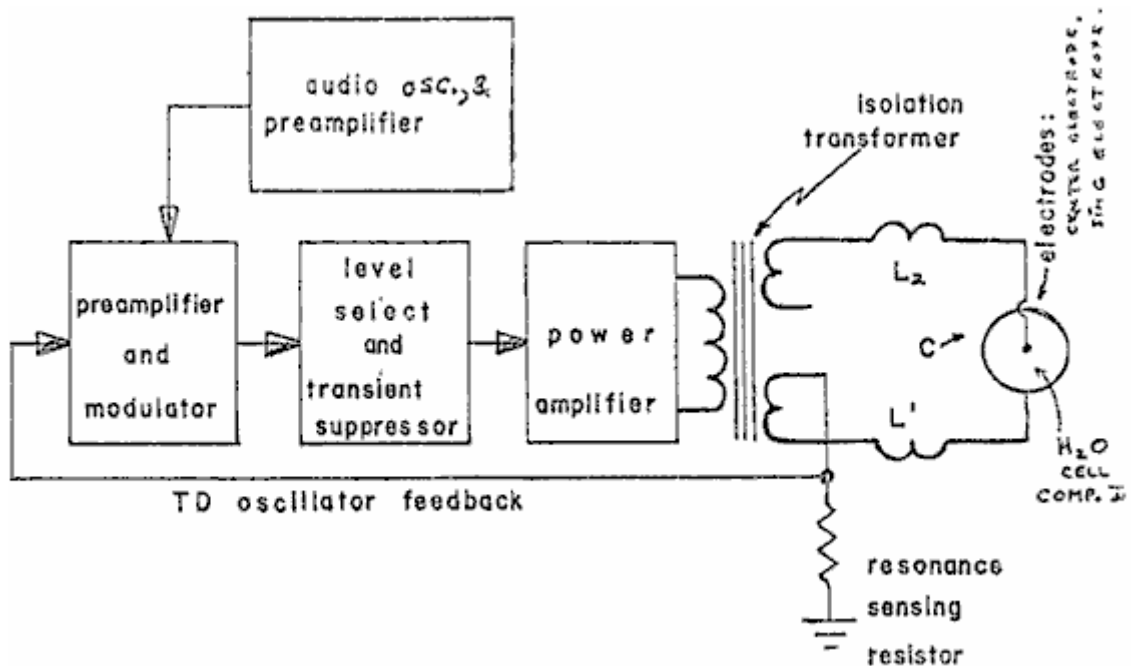 audio OSC., &
preamplifier
isolation
transformer
electrodes:
CENTER ELECTRODE,
RING ELECTRODE.
preamplifier
and
modulator
level
select
and
transient
suppressor
power
amplifier
L2
C
L'
H2O
CELL
COMP. II
TD oscillator feedback
resonance
sensing
resistor